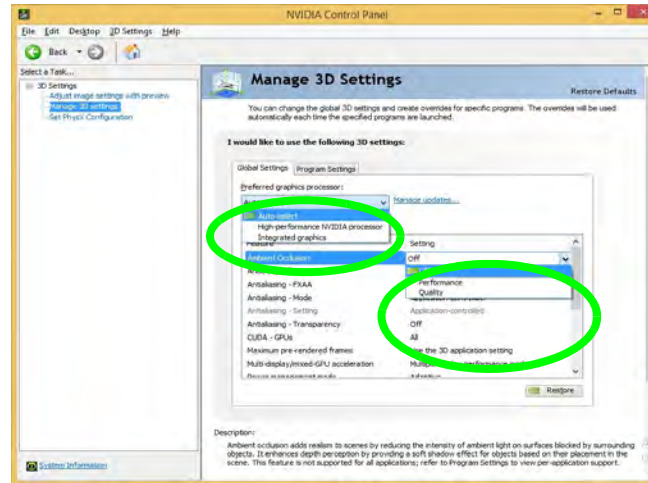 NVIDIA Control Panel
File Edit Desktop 3D Settings Help
Back
Select a Task...
3D Settings
Adjust image settings with preview
Manage 3D settings
Set PhysX Configuration
System Information
Manage 3D Settings
Restore Defaults
You can change the global 3D settings and create overrides for specific programs. The overrides will be used
automatically each time the specified programs are launched.
I would like to use the following 3D settings:
Global Settings Program Settings
Preferred graphics processor:
Manage updates...
Auto-select
High-performance NVIDIA processor
Integrated graphics
Feature Setting
Ambient Occlusion Off
Performance
Antialiasing - FXAA
Quality
Antialiasing - Mode
Antialiasing - Setting Application-controlled
Antialiasing - Transparency Off
CUDA - GPUs All
Maximum pre-rendered frames Use the 3D application setting
Multi-display/mixed-GPU acceleration
Power management mode Adaptive
Restore
Description:
Ambient occlusion adds realism to scenes by reducing the intensity of ambient light on surfaces blocked by surrounding
objects. It enhances depth perception by providing a soft shadow effect for objects based on their placement in the
scene. This feature is not supported for all applications; refer to Program Settings to view per-application support.